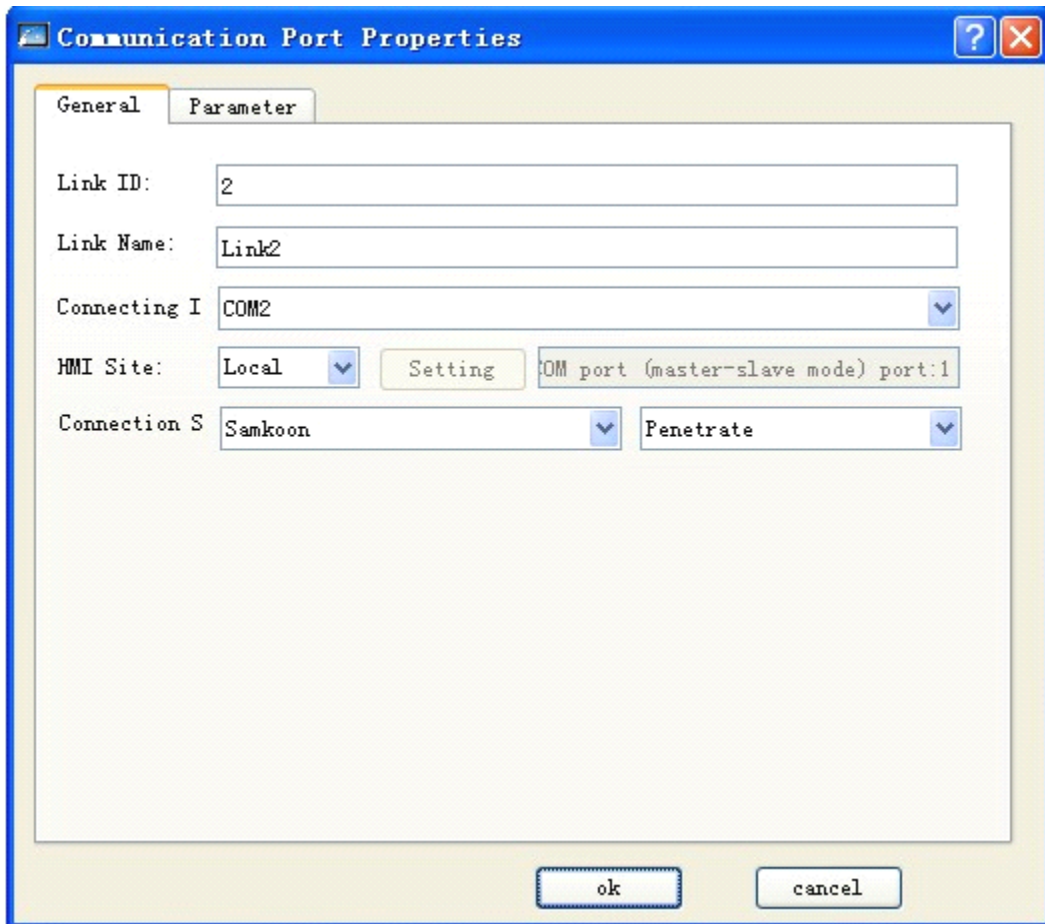 Communication Port Properties
General Parameter
Link ID: 2
Link Name: Link2
Connecting I COM2
HMI Site: Local Setting COM port (master-slave mode) port:1
Connection S Samkoon Penetrate
ok cancel